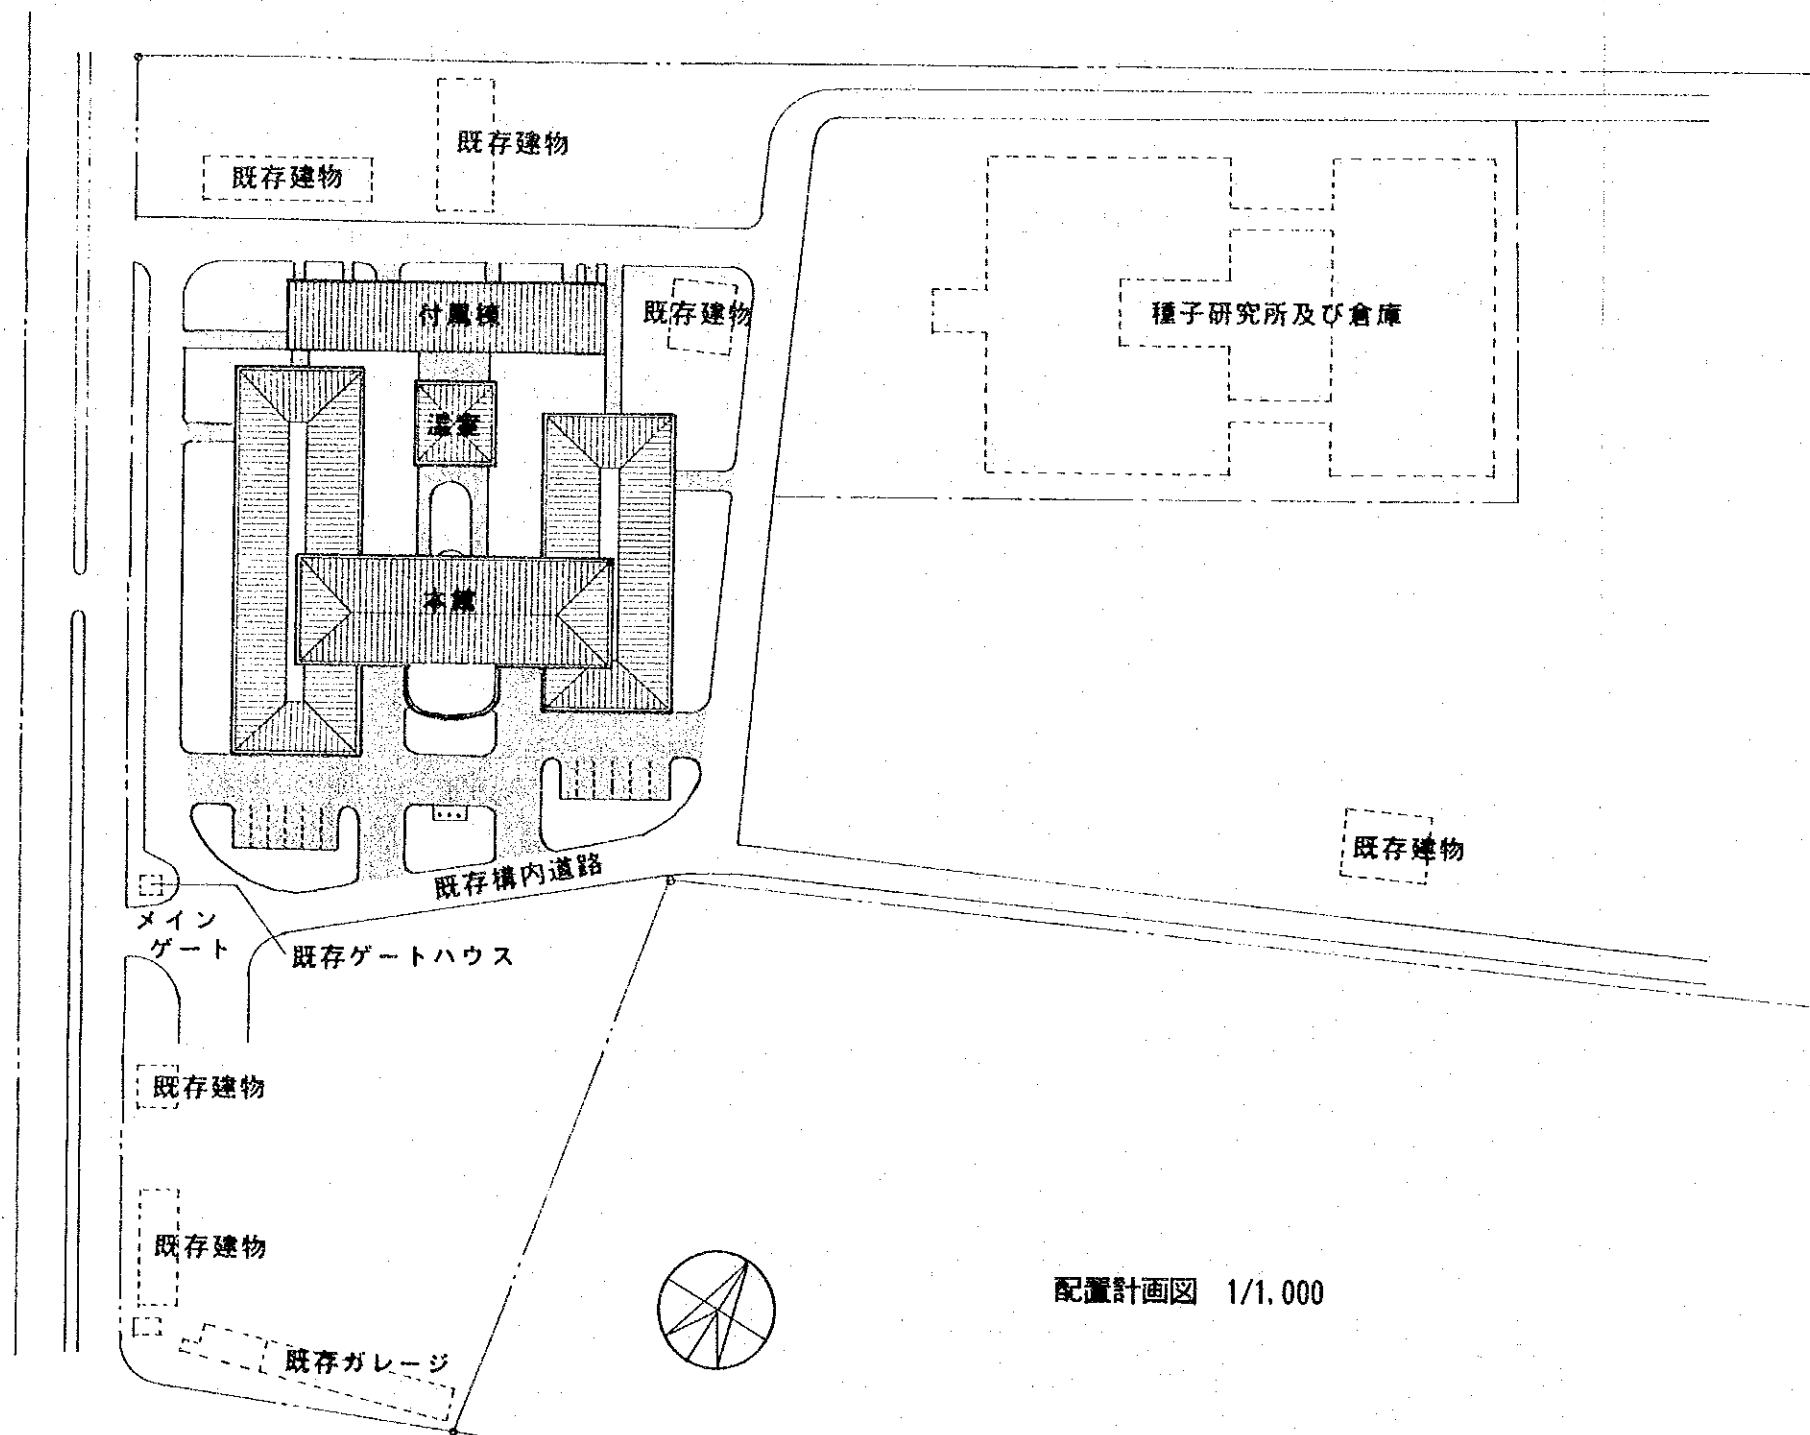 既存建物
既存建物
付属棟
既存建物
種子研究所及び倉庫
温室
本館
既存建物
既存構内道路
メイン
ゲート
既存ゲートハウス
既存建物
既存建物
配置計画図 1/1,000
既存ガレージ